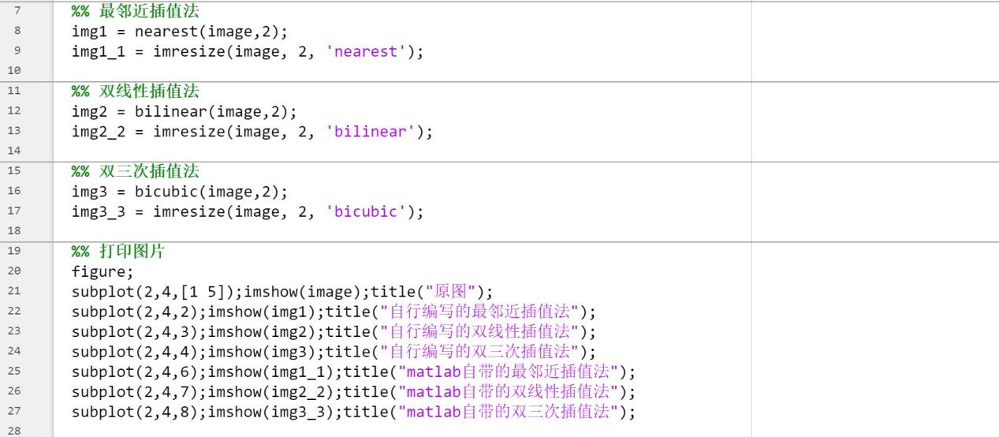 7 %% 最邻近插值法
8 img1 = nearest(image,2);
9 img1_1 = imresize(image, 2, 'nearest');
10
11 %% 双线性插值法
12 img2 = bilinear(image,2);
13 img2_2 = imresize(image, 2, 'bilinear');
14
15 %% 双三次插值法
16 img3 = bicubic(image,2);
17 img3_3 = imresize(image, 2, 'bicubic');
18
19 %% 打印图片
20 figure;
21 subplot(2,4,[1 5]);imshow(image);title("原图");
22 subplot(2,4,2);imshow(img1);title("自行编写的最邻近插值法");
23 subplot(2,4,3);imshow(img2);title("自行编写的双线性插值法");
24 subplot(2,4,4);imshow(img3);title("自行编写的双三次插值法");
25 subplot(2,4,6);imshow(img1_1);title("matlab自带的最邻近插值法");
26 subplot(2,4,7);imshow(img2_2);title("matlab自带的双线性插值法");
27 subplot(2,4,8);imshow(img3_3);title("matlab自带的双三次插值法");
28